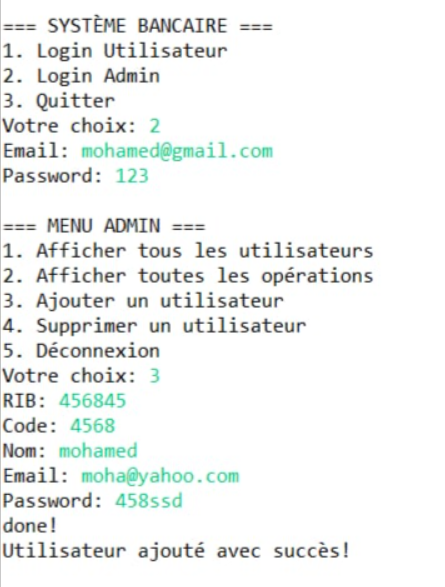 === SYSTÈME BANCAIRE ===
1. Login Utilisateur
2. Login Admin
3. Quitter
Votre choix: 2
Email: mohamed@gmail.com
Password: 123
=== MENU ADMIN ===
1. Afficher tous les utilisateurs
2. Afficher toutes les opérations
3. Ajouter un utilisateur
4. Supprimer un utilisateur
5. Déconnexion
Votre choix: 3
RIB: 456845
Code: 4568
Nom: mohamed
Email: moha@yahoo.com
Password: 458ssd
done!
Utilisateur ajouté avec succès!